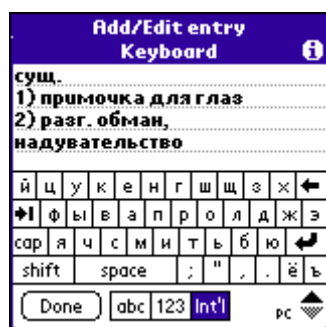 Add/Edit entry
Keyboard
сущ.
1) примочка для глаз
2) разг. обман,
надувательство
й ц у к е н г ш щ з х
ф ы в а п р о л д ж э
cap я ч с м и т ь б ю
shift space ; " , . ё ъ
Done abc 123 Int'l РС